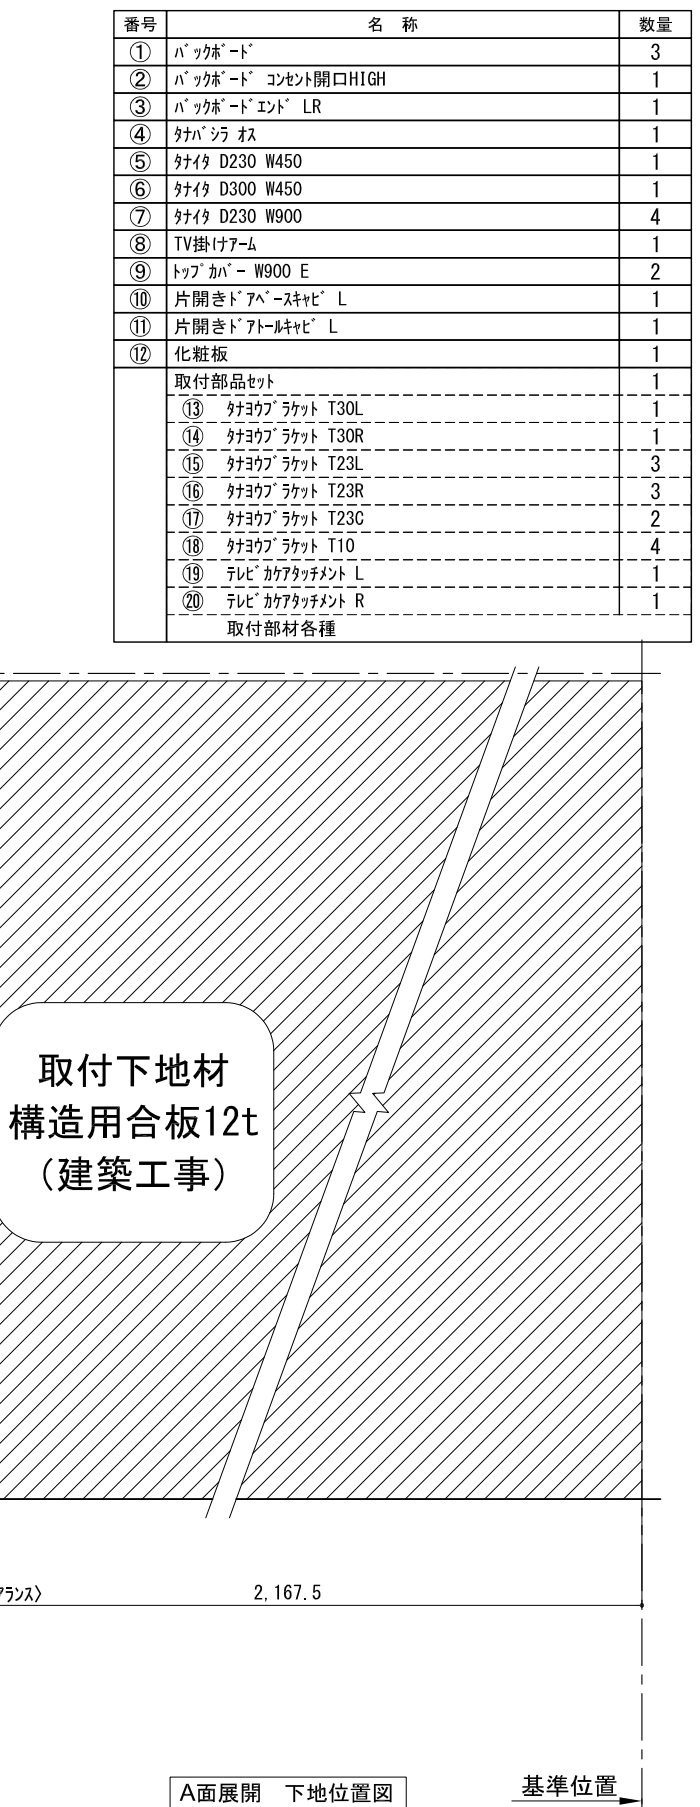 番号 名　称 数量
① ﾊﾞｯｸﾎﾞｰﾄﾞ 3
② ﾊﾞｯｸﾎﾞｰﾄﾞ ｺﾝｾﾝﾄ開口HIGH 1
③ ﾊﾞｯｸﾎﾞｰﾄﾞｴﾝﾄﾞ LR 1
④ ﾀﾅﾊﾞｼﾗ ｵｽ 1
⑤ ﾀﾅｲﾀ D230 W450 1
⑥ ﾀﾅｲﾀ D300 W450 1
⑦ ﾀﾅｲﾀ D230 W900 4
⑧ TV掛けｱｰﾑ 1
⑨ ﾄｯﾌﾟｶﾊﾞｰ W900 E 2
⑩ 片開きﾄﾞｱﾍﾞｰｽｷｬﾋﾞ L 1
⑪ 片開きﾄﾞｱﾄｰﾙｷｬﾋﾞ L 1
⑫ 化粧板 1
取付部品ｾｯﾄ 1
⑬ ﾀﾅﾖｳﾌﾞﾗｹｯﾄ T30L 1
⑭ ﾀﾅﾖｳﾌﾞﾗｹｯﾄ T30R 1
⑮ ﾀﾅﾖｳﾌﾞﾗｹｯﾄ T23L 3
⑯ ﾀﾅﾖｳﾌﾞﾗｹｯﾄ T23R 3
⑰ ﾀﾅﾖｳﾌﾞﾗｹｯﾄ T23C 2
⑱ ﾀﾅﾖｳﾌﾞﾗｹｯﾄ T10 4
⑲ ﾃﾚﾋﾞｶｹｱﾀｯﾁﾒﾝﾄ L 1
⑳ ﾃﾚﾋﾞｶｹｱﾀｯﾁﾒﾝﾄ R 1
取付部材各種
取付下地材
構造用合板12t
(建築工事)
ｱﾗﾝｽ〉 2,167.5
A面展開　下地位置図 基準位置